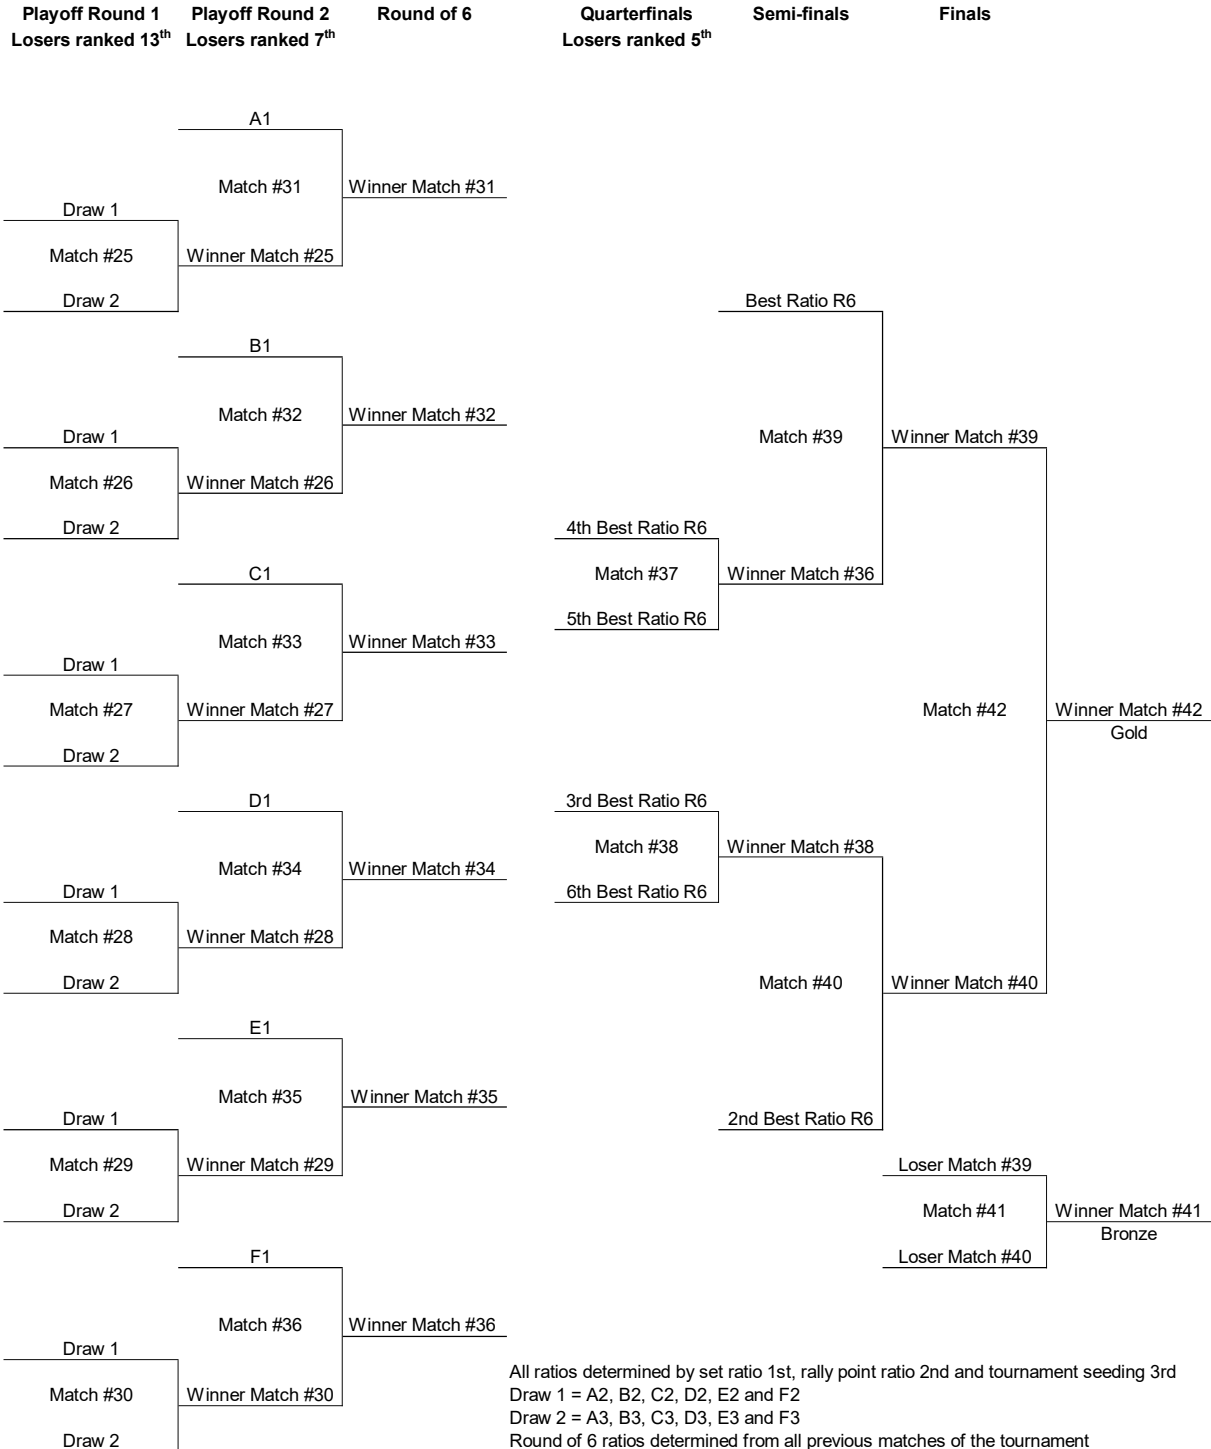 Playoff Round 1 Playoff Round 2 Round of 6 Quarterfinals Semi-finals Finals
Losers ranked 13th Losers ranked 7th Losers ranked 5th
A1
Match #31 Winner Match #31
Draw 1
Match #25 Winner Match #25
Draw 2 Best Ratio R6
B1
Match #32 Winner Match #32
Draw 1 Match #39 Winner Match #39
Match #26 Winner Match #26
Draw 2 4th Best Ratio R6
C1 Match #37 Winner Match #36
5th Best Ratio R6
Match #33 Winner Match #33
Draw 1
Match #27 Winner Match #27 Match #42 Winner Match #42
Gold
Draw 2
D1 3rd Best Ratio R6
Match #38 Winner Match #38
Match #34 Winner Match #34
Draw 1 6th Best Ratio R6
Match #28 Winner Match #28
Draw 2 Match #40 Winner Match #40
E1
Match #35 Winner Match #35
Draw 1 2nd Best Ratio R6
Match #29 Winner Match #29 Loser Match #39
Draw 2 Match #41 Winner Match #41
Bronze
F1 Loser Match #40
Match #36 Winner Match #36
Draw 1
All ratios determined by set ratio 1st, rally point ratio 2nd and tournament seeding 3rd
Match #30 Winner Match #30 Draw 1 = A2, B2, C2, D2, E2 and F2
Draw 2 = A3, B3, C3, D3, E3 and F3
Draw 2 Round of 6 ratios determined from all previous matches of the tournament